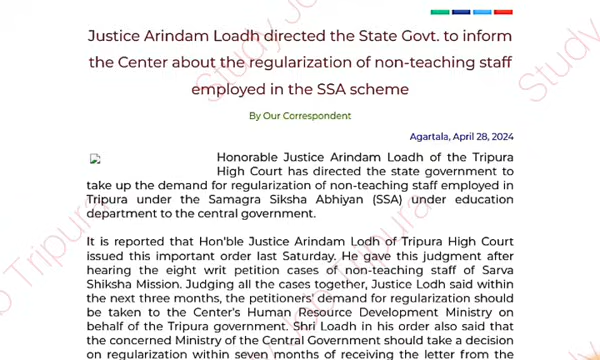 Justice Arindam Loadh directed the State Govt. to inform
the Center about the regularization of non-teaching staff
employed in the SSA scheme
By Our Correspondent
Agartala, April 28, 2024
Honorable Justice Arindam Loadh of the Tripura
High Court has directed the state government to
take up the demand for regularization of non-teaching staff employed in
Tripura under the Samagra Siksha Abhiyan (SSA) under education
department to the central government.
It is reported that Hon'ble Justice Arindam Lodh of Tripura High Court
issued this important order last Saturday. He gave this judgment after
hearing the eight writ petition cases of non-teaching staff of Sarva
Shiksha Mission. Judging all the cases together, Justice Lodh said within
the next three months, the petitioners' demand for regularization should
be taken to the Center's Human Resource Development Ministry on
behalf of the Tripura government. Shri Loadh in his order also said that
the concerned Ministry of the Central Government should take a decision
on regularization within seven months of receiving the letter from the
Study Jo
Study
b Tripura
Job Tripura